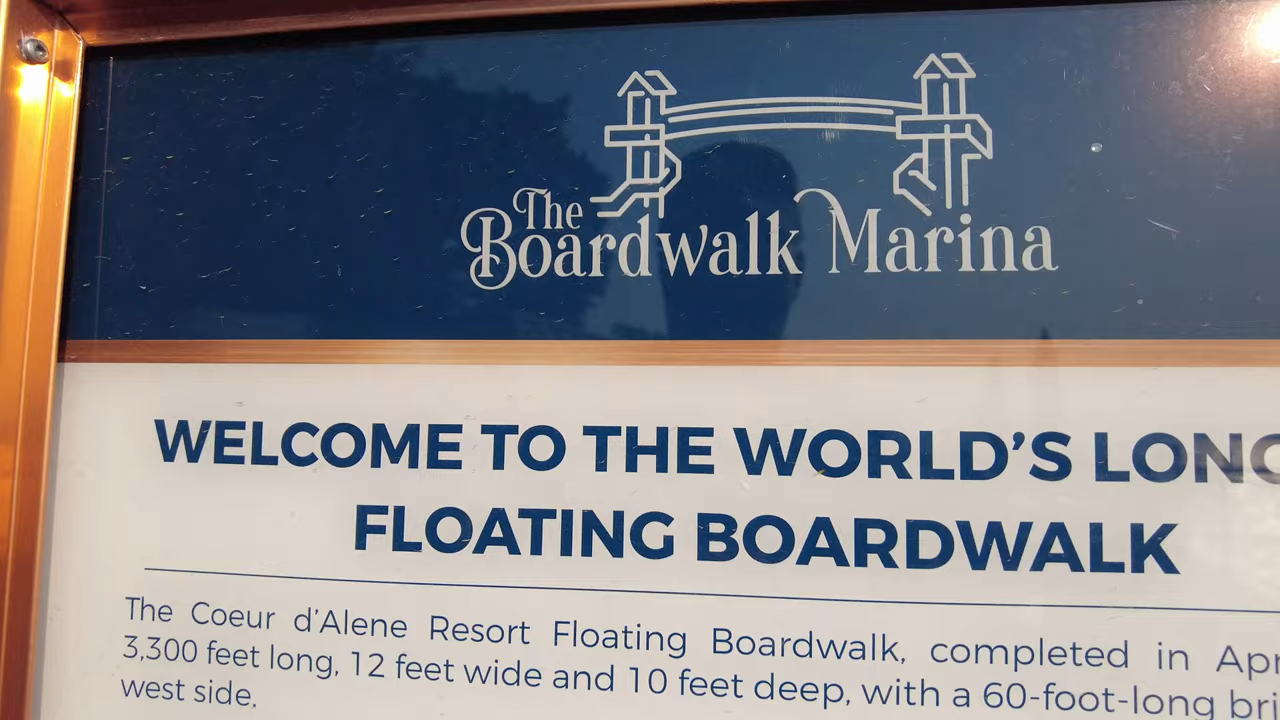 The
Boardwalk Marina
WELCOME TO THE WORLD'S
FLOATING BOARDWALK
The Coeur d'Alene Resort Floating Boardwalk, completed in
3,300 feet long, 12 feet wide and 10 feet deep, with a 60-foot-long
west side.